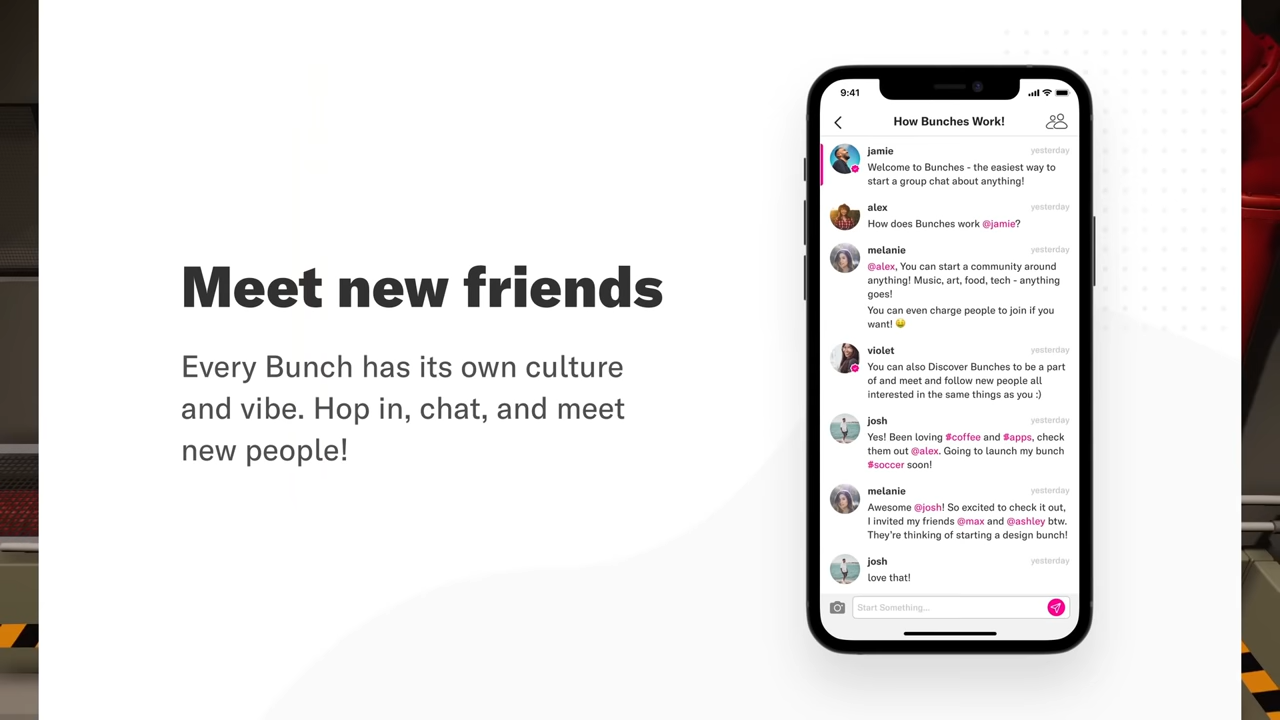 Meet new friends
Every Bunch has its own culture
and vibe. Hop in, chat, and meet
new people!
9:41
How Bunches Work!
jamie yesterday
Welcome to Bunches - the easiest way to
start a group chat about anything!
alex yesterday
How does Bunches work @jamie?
melanie yesterday
@alex, You can start a community around
anything! Music, art, food, tech - anything
goes!
You can even charge people to join if you
want! 🤑
violet yesterday
You can also Discover Bunches to be a part
of and meet and follow new people all
interested in the same things as you :)
josh yesterday
Yes! Been loving $coffee and $apps, check
them out @alex. Going to launch my bunch
$soccer soon!
melanie yesterday
Awesome @josh! So excited to check it out,
I invited my friends @max and @ashley btw.
They're thinking of starting a design bunch!
josh yesterday
love that!
Start Something...